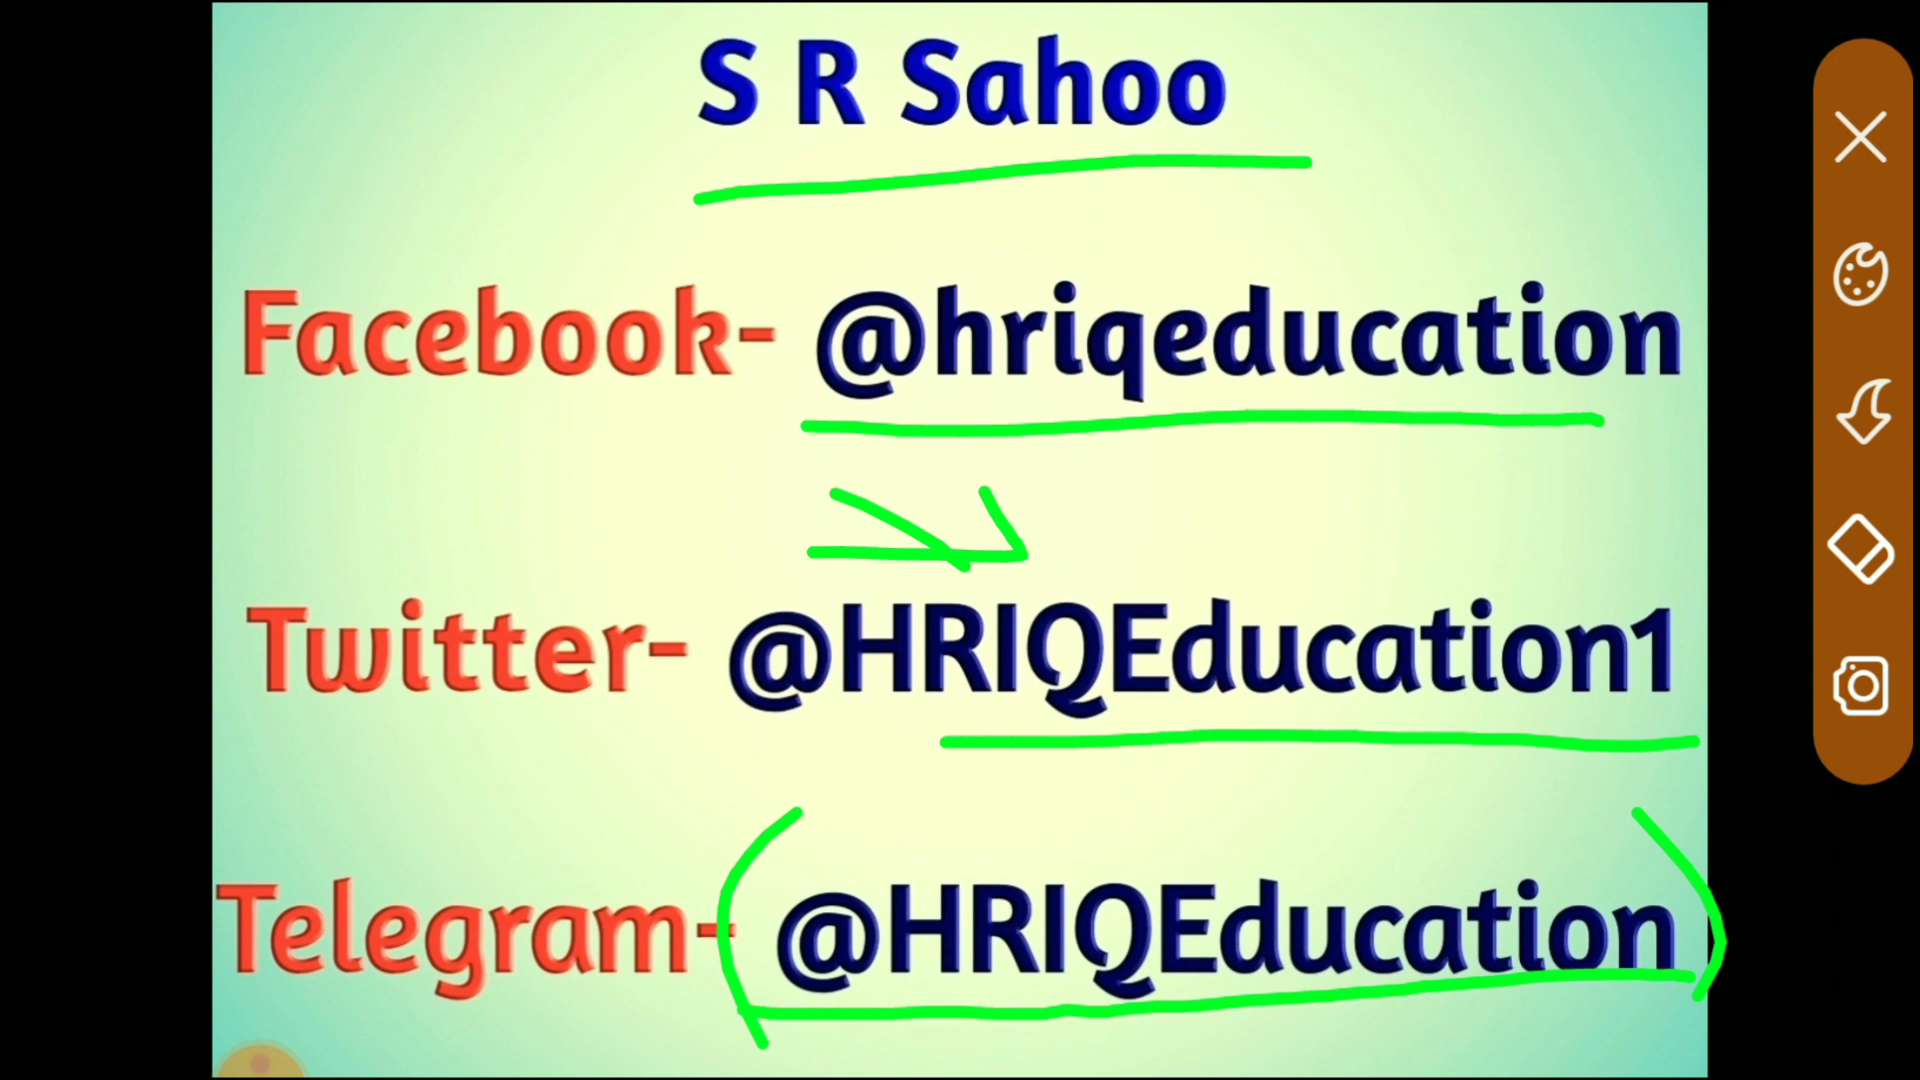 S R Sahoo
Facebook- @hriqeducation
Twitter- @HRIQEducation1
Telegram- @HRIQEducation